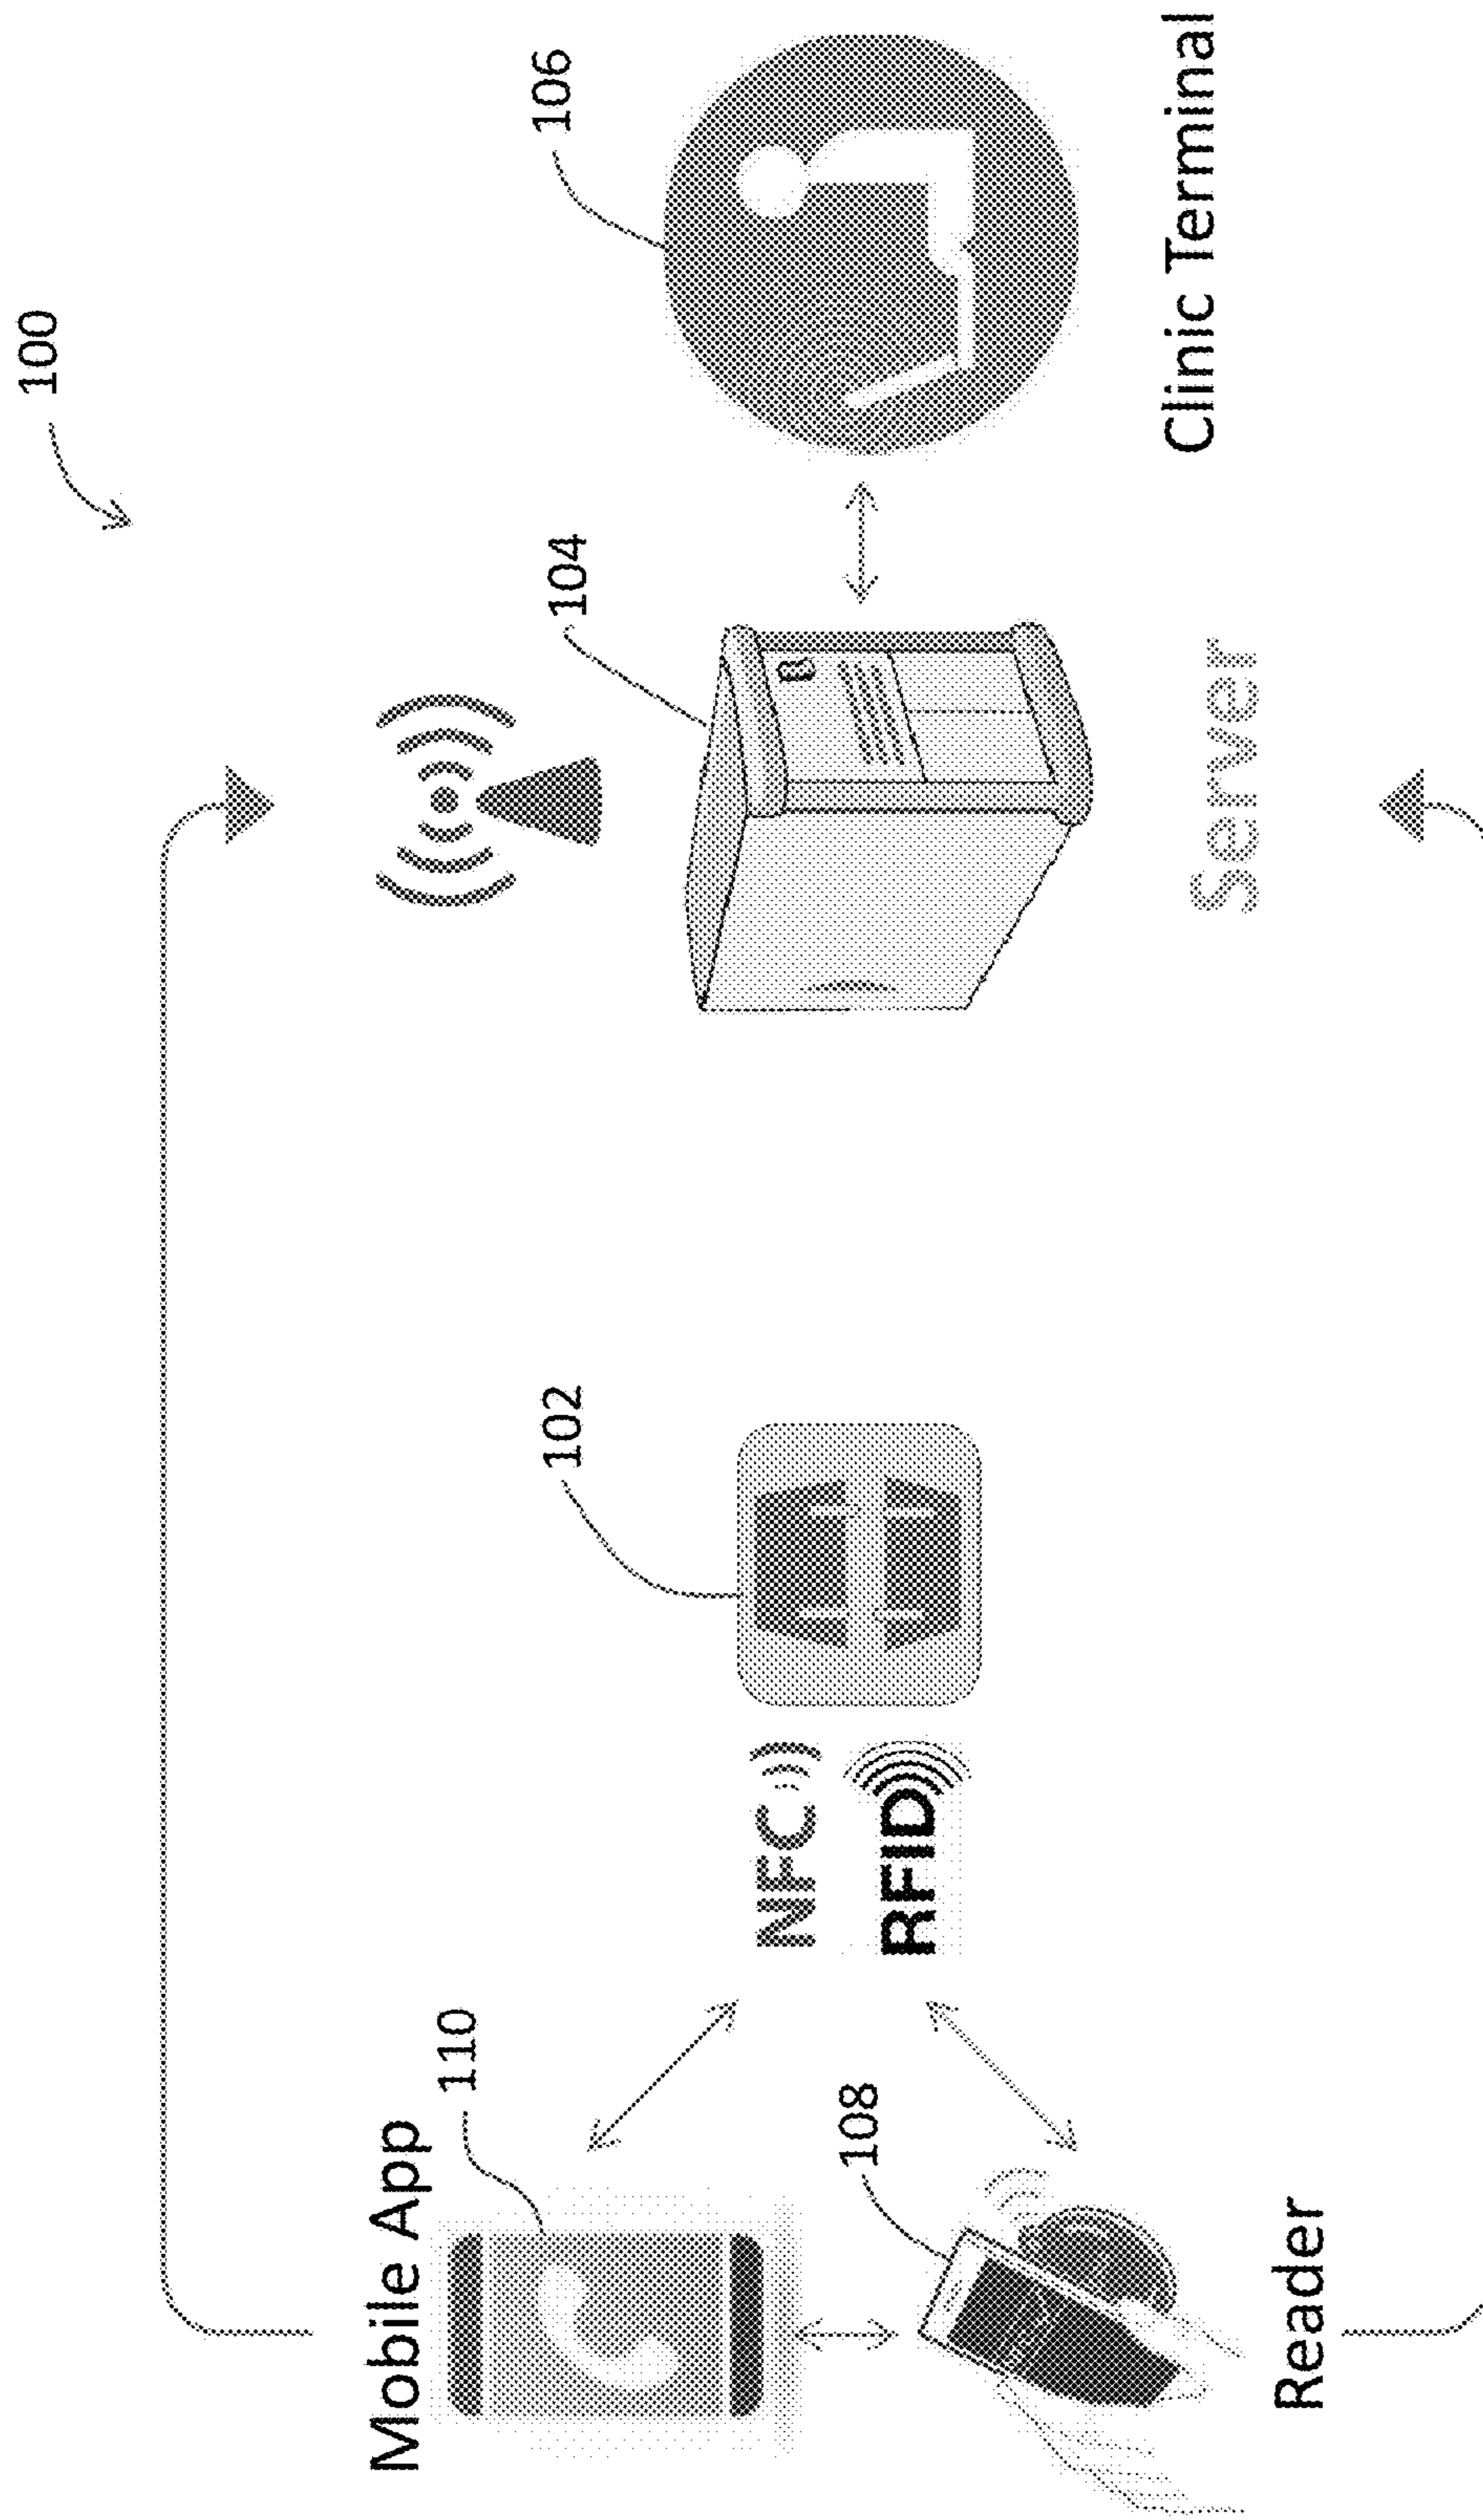 100
Mobile App
110
102
104
106
NFC
RFID
108
Reader
Server
Clinic Terminal